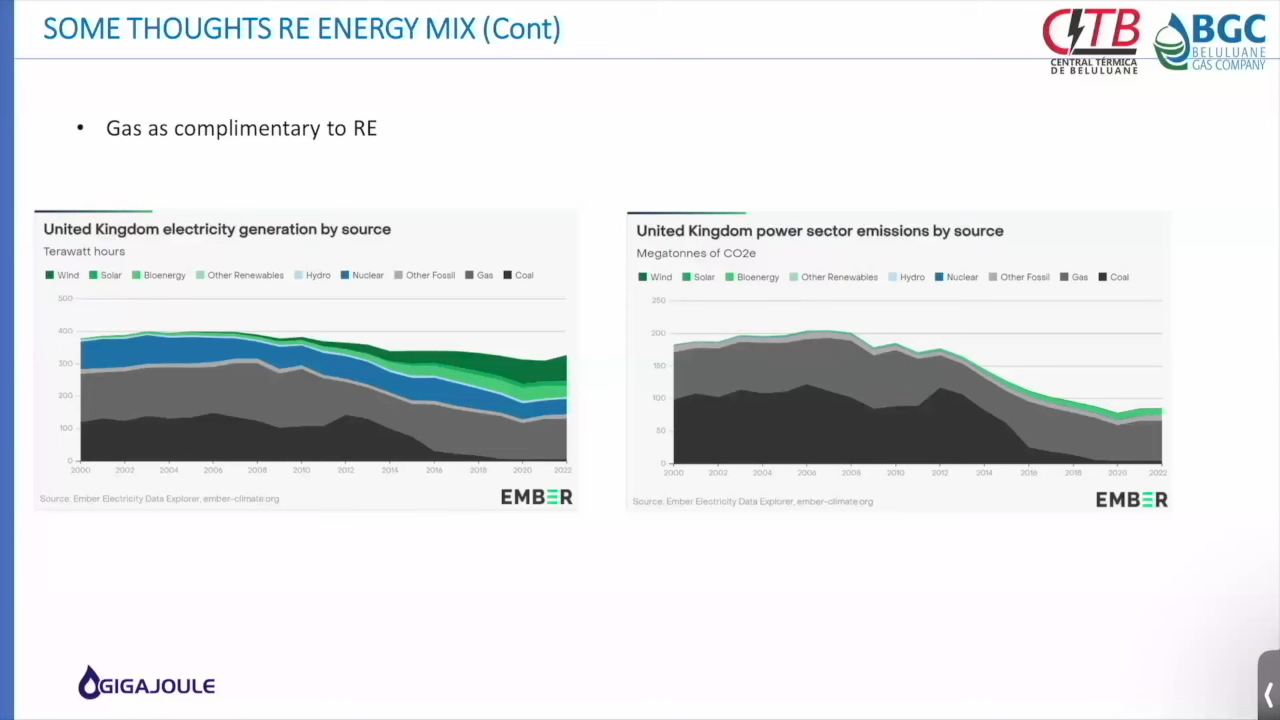 SOME THOUGHTS RE ENERGY MIX (Cont)
CTB
CENTRAL TÉRMICA
DE BELULUANE
BGC
BELULUANE
GAS COMPANY
• Gas as complimentary to RE
United Kingdom electricity generation by source
Terawatt hours
Wind Solar Bioenergy Other Renewables Hydro Nuclear Other Fossil Gas Coal
500
400
300
200
100
0
2000 2002 2004 2006 2008 2010 2012 2014 2016 2018 2020 2022
Source: Ember Electricity Data Explorer, ember-climate.org
EMBER
United Kingdom power sector emissions by source
Megatonnes of CO2e
Wind Solar Bioenergy Other Renewables Hydro Nuclear Other Fossil Gas Coal
250
200
150
100
50
0
2000 2002 2004 2006 2008 2010 2012 2014 2016 2018 2020 2022
Source: Ember Electricity Data Explorer, ember-climate.org
EMBER
GIGAJOULE